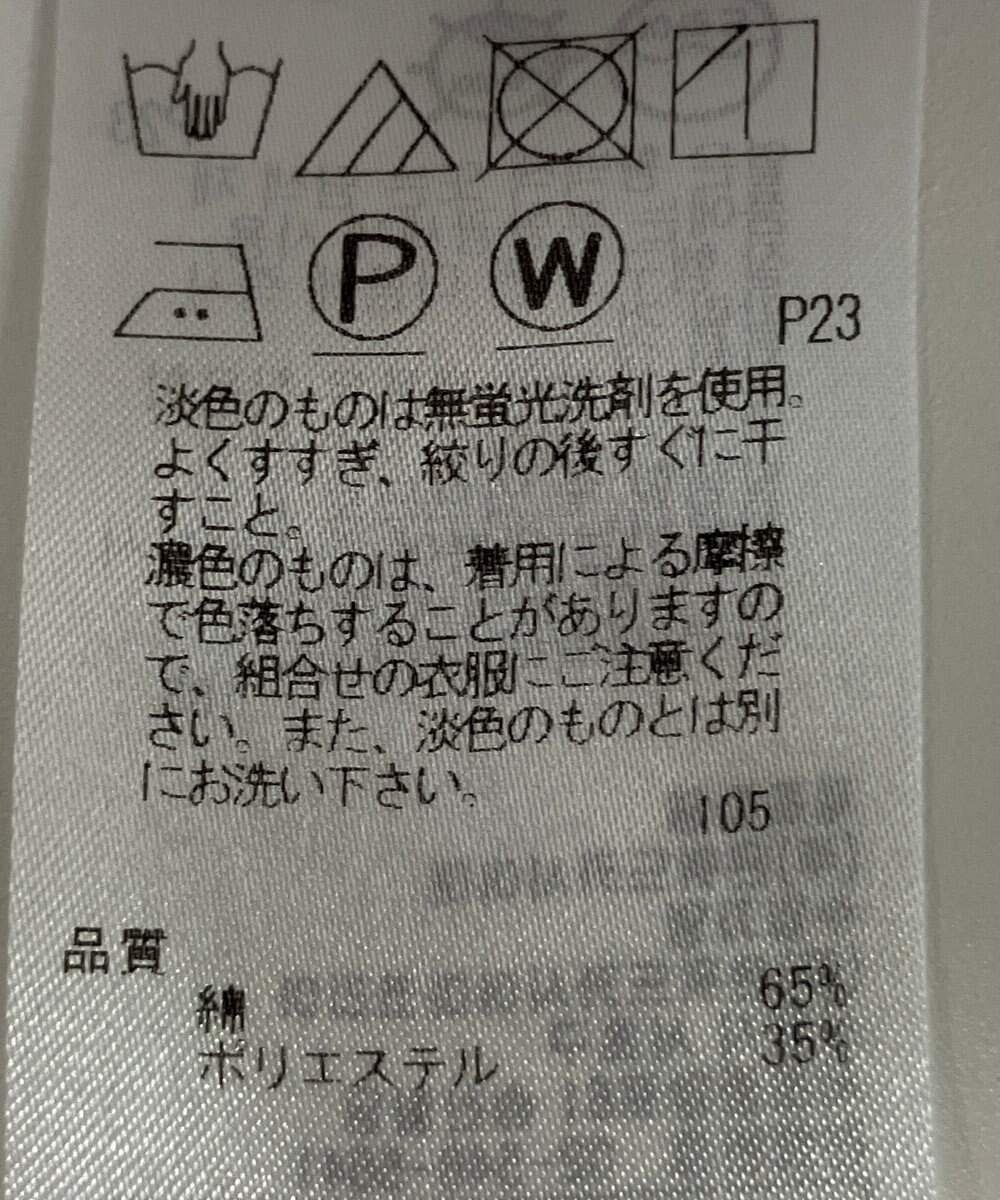 P W
P23
淡色のものは無蛍光洗剤を使用。
よくすすぎ、絞りの後すぐに干
すこと。
濃色のものは、着用による摩擦
で色落ちすることがありますの
で、組合せの衣服にご注意くだ
さい。また、淡色のものとは別
にお洗い下さい。
105
品質
綿 65%
ポリエステル 35%